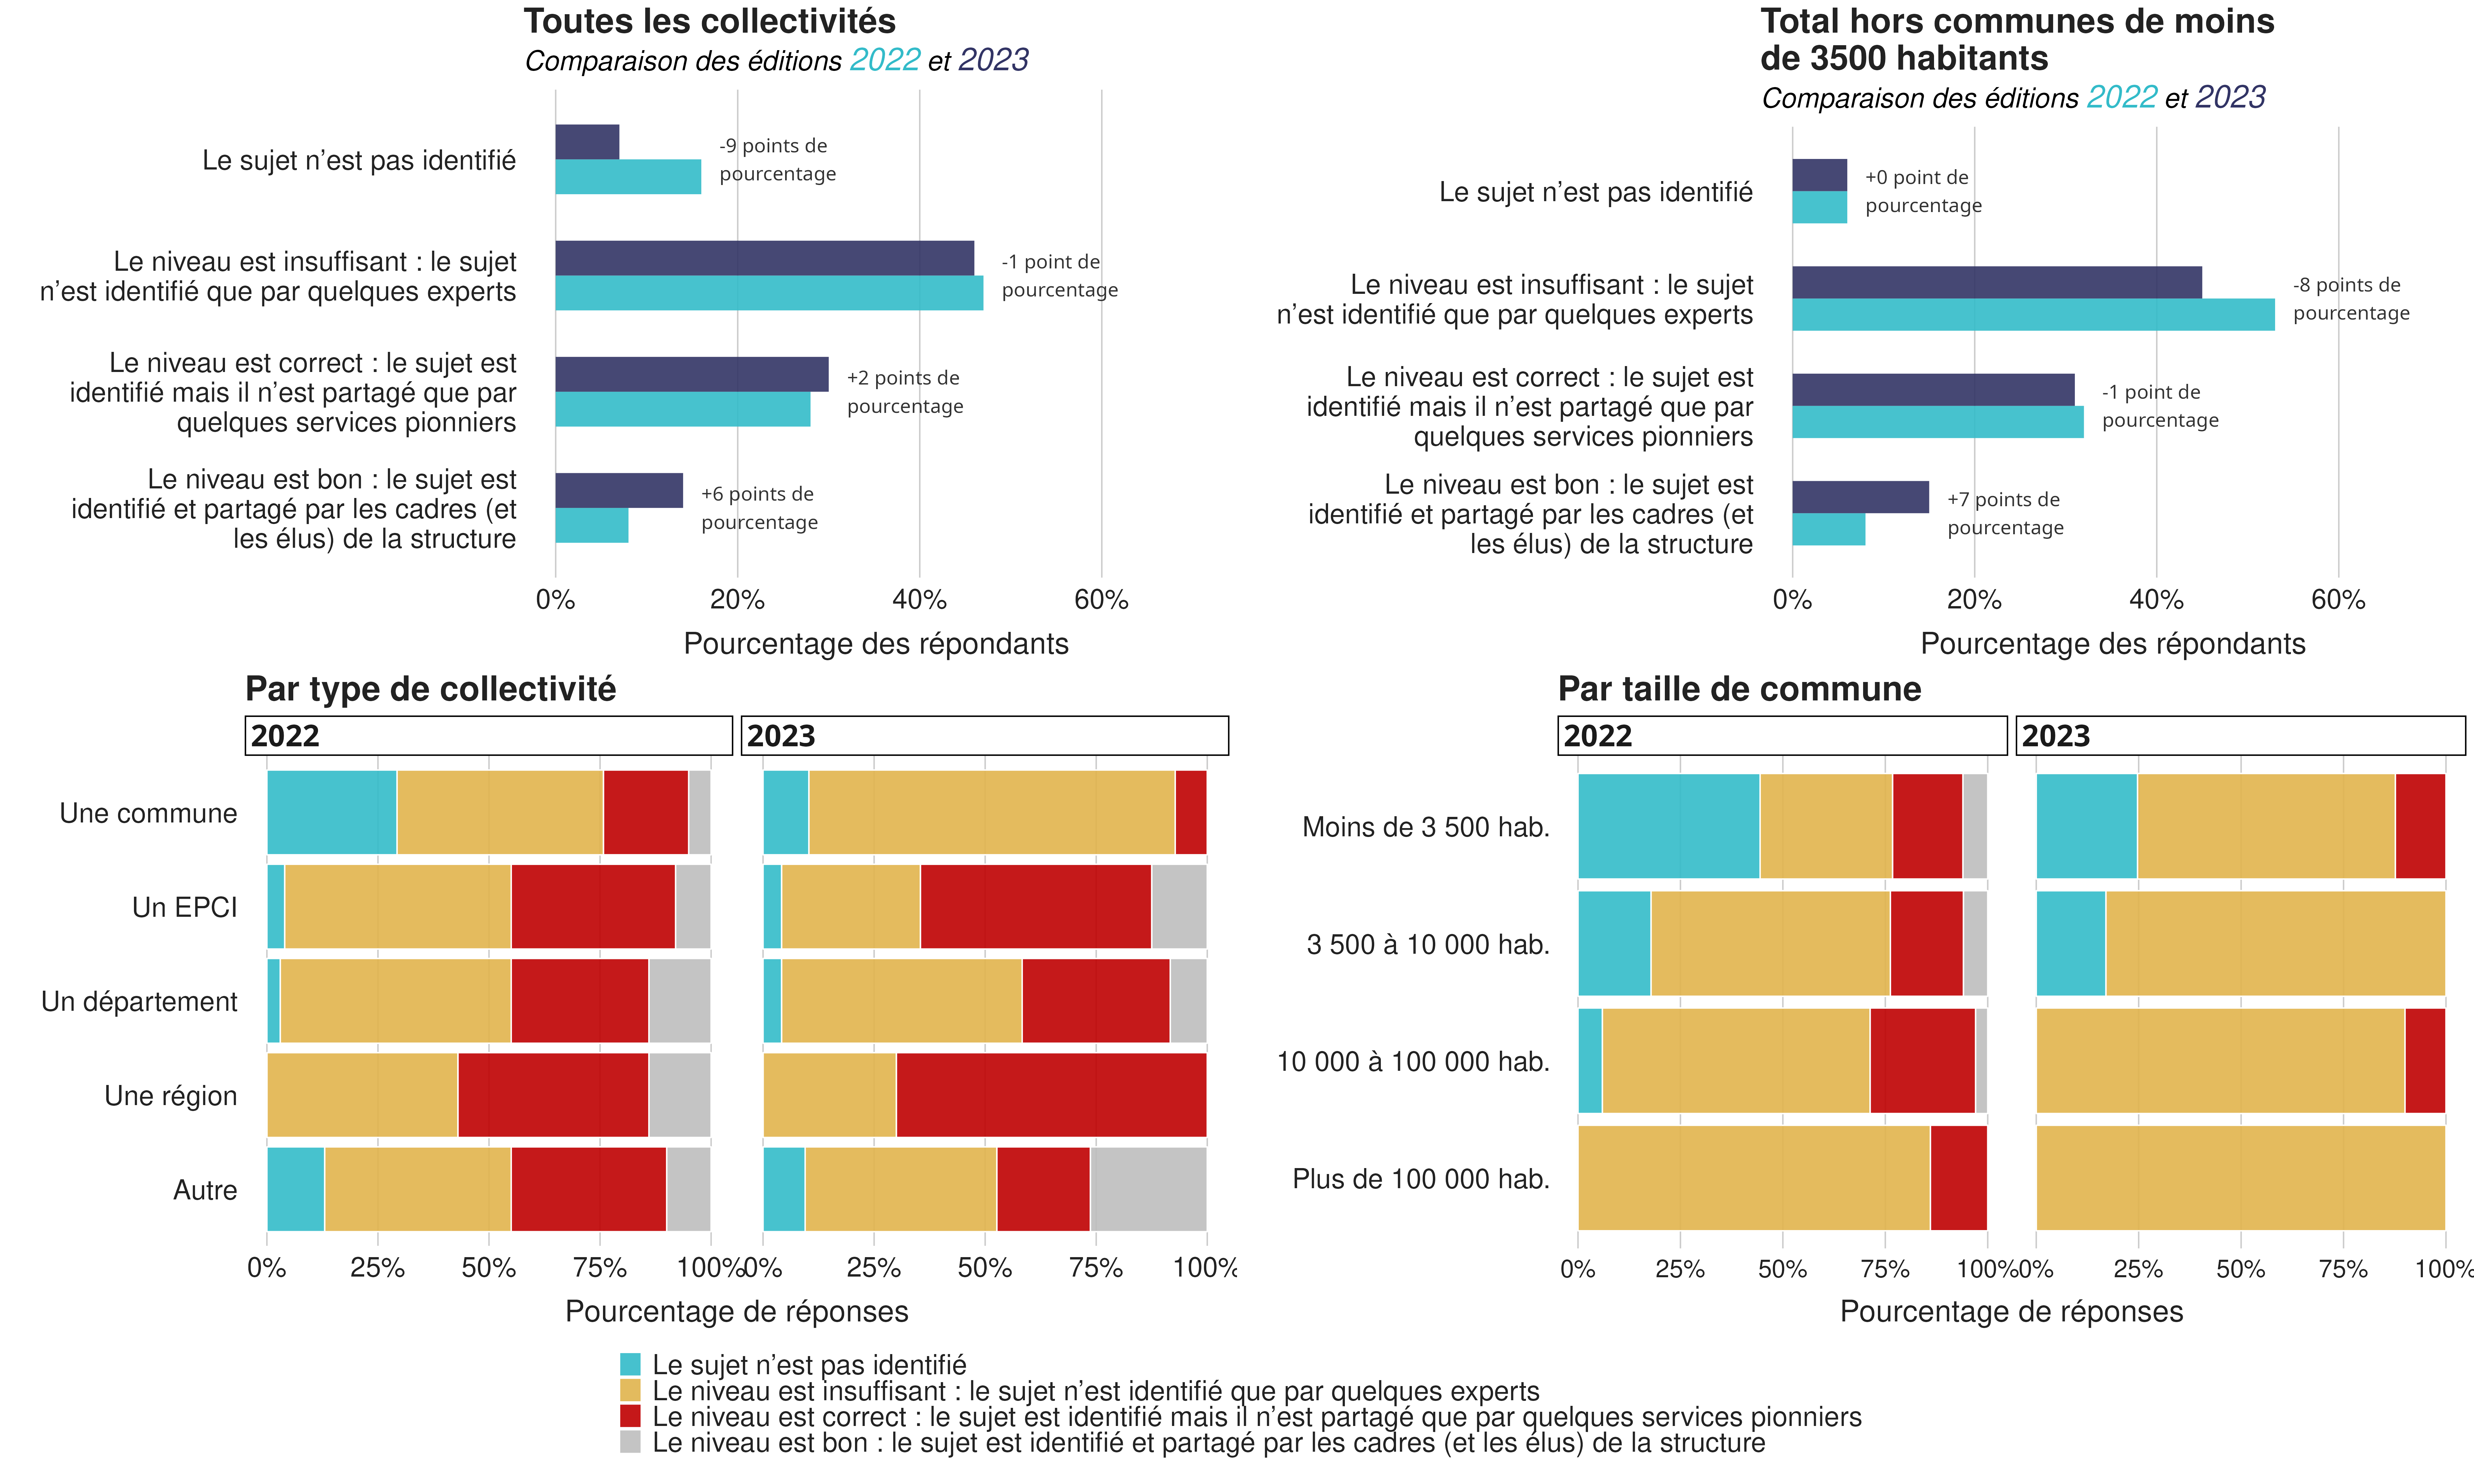 Toutes les collectivités
Comparaison des éditions 2022 et 2023
Le sujet n’est pas identifié
-9 points de
pourcentage
Le niveau est insuffisant : le sujet
n’est identifié que par quelques experts
-1 point de
pourcentage
Le niveau est correct : le sujet est
identifié mais il n’est partagé que par
quelques services pionniers
+2 points de
pourcentage
Le niveau est bon : le sujet est
identifié et partagé par les cadres (et
les élus) de la structure
+6 points de
pourcentage
0% 20% 40% 60%
Pourcentage des répondants
Total hors communes de moins
de 3500 habitants
Comparaison des éditions 2022 et 2023
Le sujet n’est pas identifié
+0 point de
pourcentage
Le niveau est insuffisant : le sujet
n’est identifié que par quelques experts
-8 points de
pourcentage
Le niveau est correct : le sujet est
identifié mais il n’est partagé que par
quelques services pionniers
-1 point de
pourcentage
Le niveau est bon : le sujet est
identifié et partagé par les cadres (et
les élus) de la structure
+7 points de
pourcentage
0% 20% 40% 60%
Pourcentage des répondants
Par type de collectivité
2022 2023
Une commune
Un EPCI
Un département
Une région
Autre
0% 25% 50% 75% 100% 0% 25% 50% 75% 100%
Pourcentage de réponses
Par taille de commune
2022 2023
Moins de 3 500 hab.
3 500 à 10 000 hab.
10 000 à 100 000 hab.
Plus de 100 000 hab.
0% 25% 50% 75% 100% 0% 25% 50% 75% 100%
Pourcentage de réponses
Le sujet n’est pas identifié
Le niveau est insuffisant : le sujet n’est identifié que par quelques experts
Le niveau est correct : le sujet est identifié mais il n’est partagé que par quelques services pionniers
Le niveau est bon : le sujet est identifié et partagé par les cadres (et les élus) de la structure